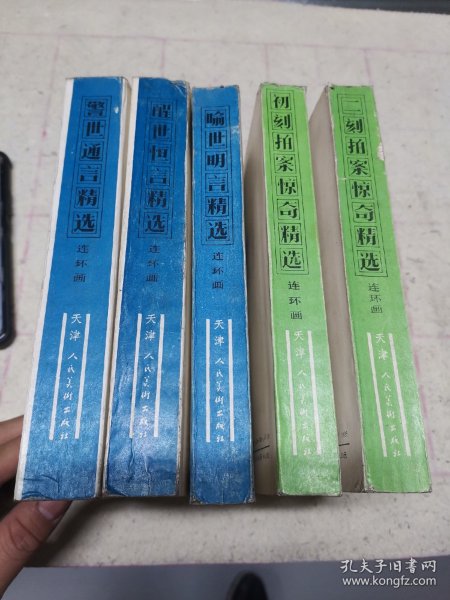 警世通言精选
连环画
天津人民美術出版社
醒世恒言精选
连环画
天津人民美術出版社
喻世明言精选
连环画
天津人民美術出版社
初刻拍案惊奇精选
连环画
天津人民美術出版社
二刻拍案惊奇精选
连环画
天津人民美術出版社
孔夫子旧书网
www.kongfz.com